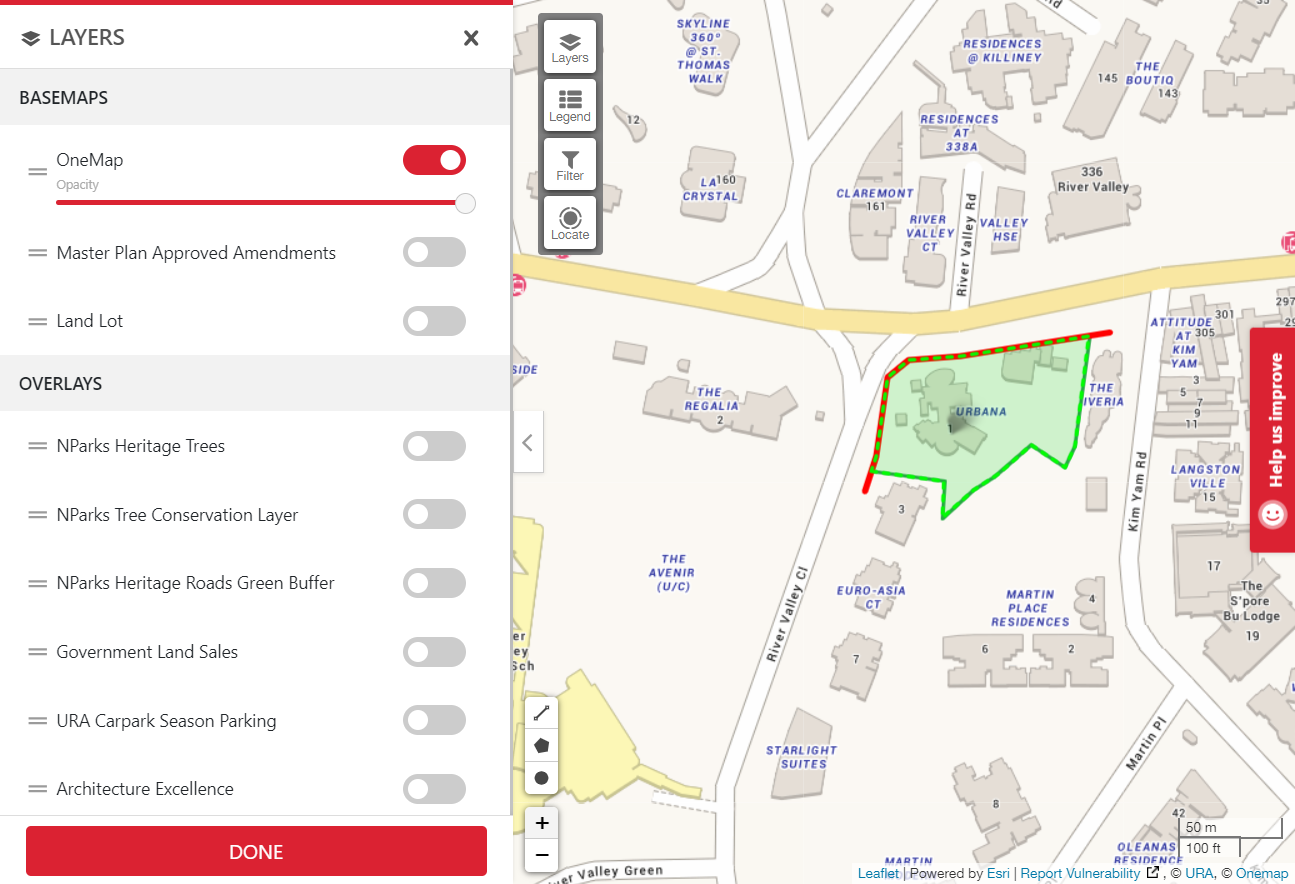 LAYERS
BASEMAPS
OneMap
Opacity
Master Plan Approved Amendments
Land Lot
OVERLAYS
NParks Heritage Trees
NParks Tree Conservation Layer
NParks Heritage Roads Green Buffer
Government Land Sales
URA Carpark Season Parking
Architecture Excellence
DONE
Layers
Legend
Filter
Locate
SKYLINE
360°
@ ST.
THOMAS
WALK
12
LA
160
CRYSTAL
RESIDENCES
@ KILLINEY
THE
BOUTIQ
145
143
35
Rd
RESIDENCES
AT
338A
CLAREMONT
161
RIVER
VALLEY
CT
VALLEY
HSE
River Valley Rd
336
River Valley
SIDE
THE
REGALIA
2
URBANA
1
THE
IVERIA
ATTITUDE
AT
KIM
YAM
301
305
297
29
3
5
7
9
11
LANGSTON
VILLE
15
Kim Yam Rd
Help us improve
3
THE
AVENIR
(U/C)
River Valley Cl
EURO-ASIA
CT
7
MARTIN
PLACE
RESIDENCES
4
6
2
17
The
S'pore
Bu Lodge
19
er
ey
Sch
STARLIGHT
SUITES
Martin Pl
8
42
OLEANAS
RESIDENCE
MARTIN
ver Valley Green
+
−
50 m
100 ft
Leaflet | Powered by Esri | Report Vulnerability , © URA, © Onemap